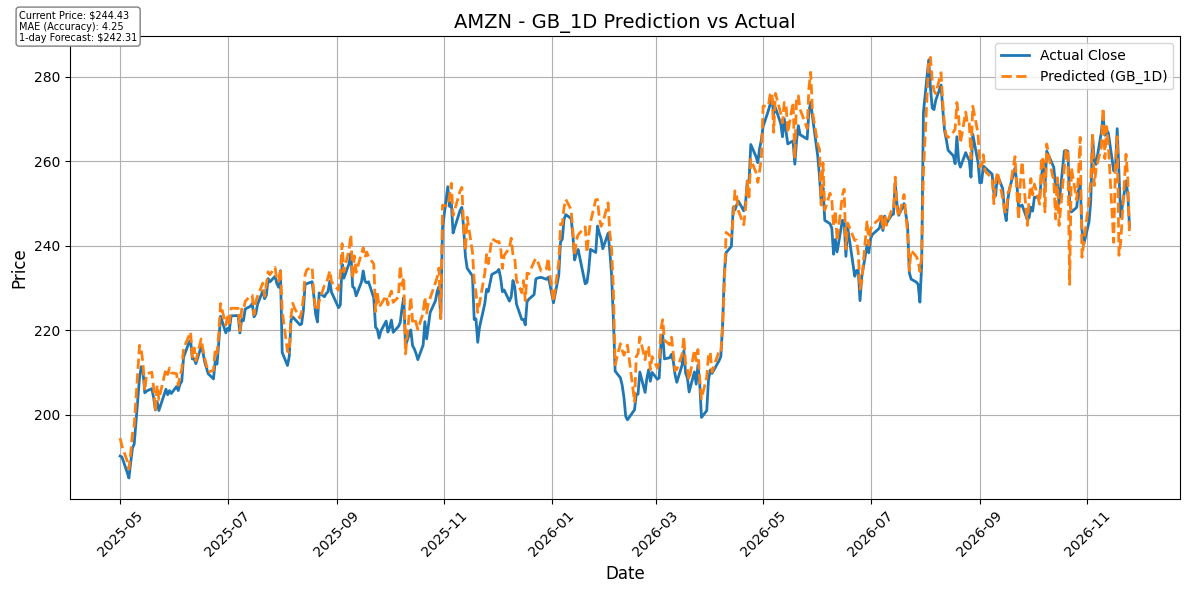 AMZN - GB_1D Prediction vs Actual
Current Price: $244.43
MAE (Accuracy): 4.25
1-day Forecast: $242.31
Actual Close
Predicted (GB_1D)
Price
280
260
240
220
200
2025-05
2025-07
2025-09
2025-11
2026-01
2026-03
2026-05
2026-07
2026-09
2026-11
Date